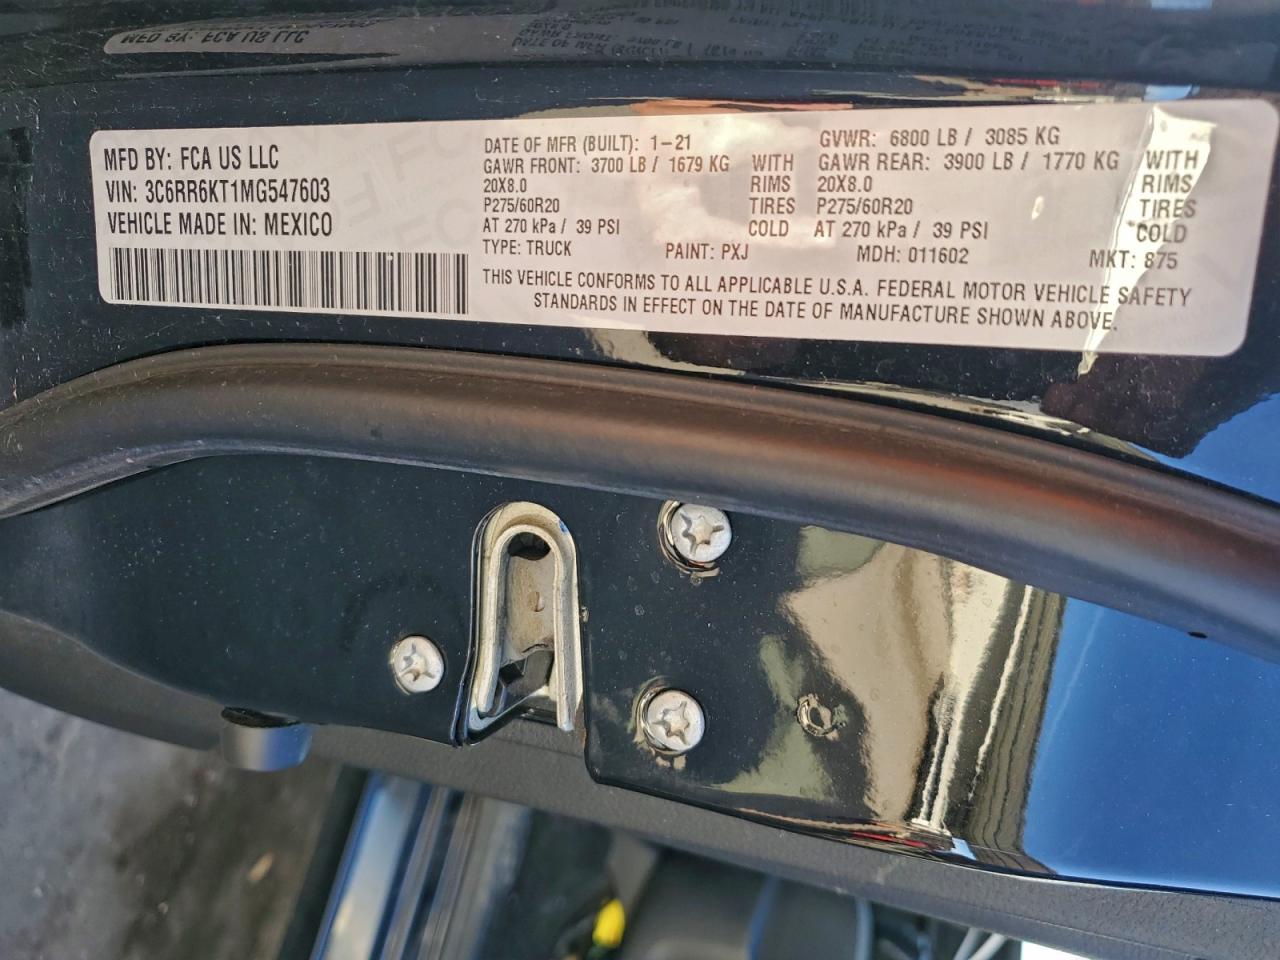 MFD BY: FCA US LLC
VIN: 3C6RR6KT1MG547603
VEHICLE MADE IN: MEXICO
DATE OF MFR (BUILT): 1-21
GAWR FRONT: 3700 LB / 1679 KG WITH
20X8.0 RIMS
P275/60R20 TIRES
AT 270 kPa / 39 PSI COLD
TYPE: TRUCK PAINT: PXJ
GVWR: 6800 LB / 3085 KG
GAWR REAR: 3900 LB / 1770 KG WITH
20X8.0 RIMS
P275/60R20 TIRES
AT 270 kPa / 39 PSI COLD
MDH: 011602 MKT: 875
THIS VEHICLE CONFORMS TO ALL APPLICABLE U.S.A. FEDERAL MOTOR VEHICLE SAFETY
STANDARDS IN EFFECT ON THE DATE OF MANUFACTURE SHOWN ABOVE.